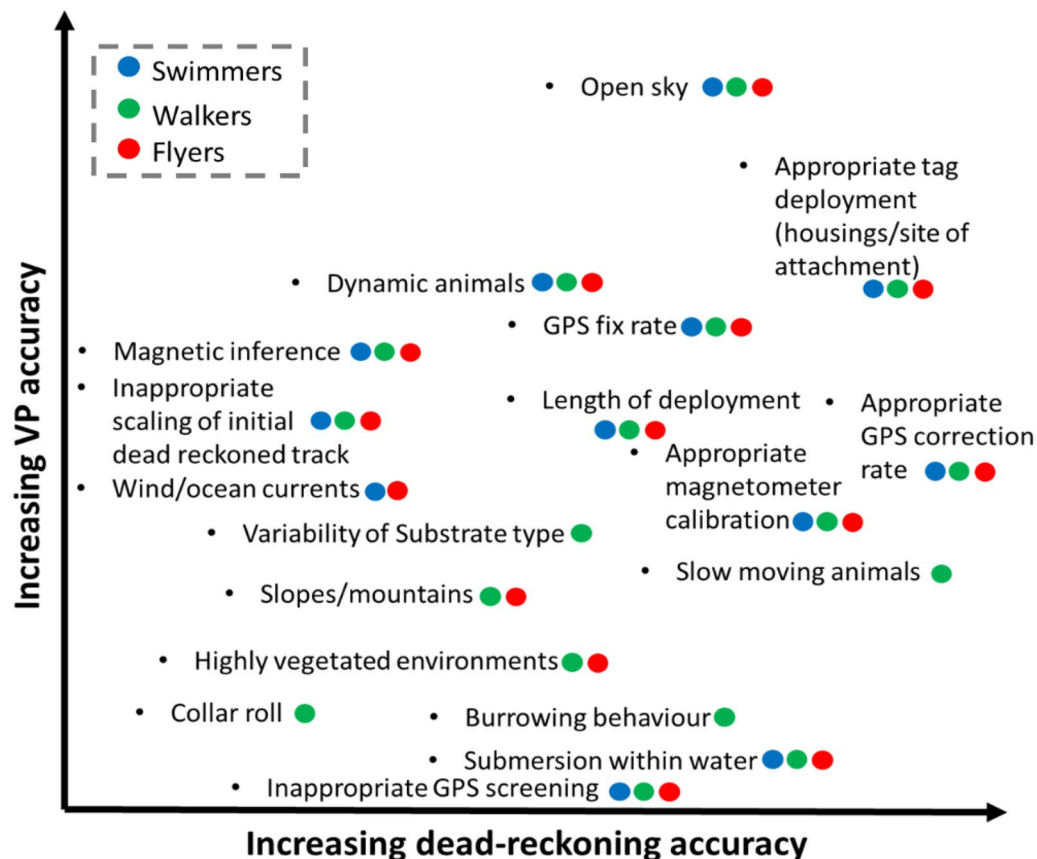 Swimmers
Walkers
Flyers
• Open sky
• Appropriate tag
deployment
(housings/site of
attachment)
• Dynamic animals
• GPS fix rate
• Magnetic inference
• Inappropriate
scaling of initial
dead reckoned track
• Length of deployment
• Appropriate
GPS correction
rate
• Appropriate
magnetometer
calibration
• Wind/ocean currents
• Variability of Substrate type
• Slow moving animals
• Slopes/mountains
• Highly vegetated environments
• Collar roll
• Burrowing behaviour
• Submersion within water
• Inappropriate GPS screening
Increasing VP accuracy
Increasing dead-reckoning accuracy